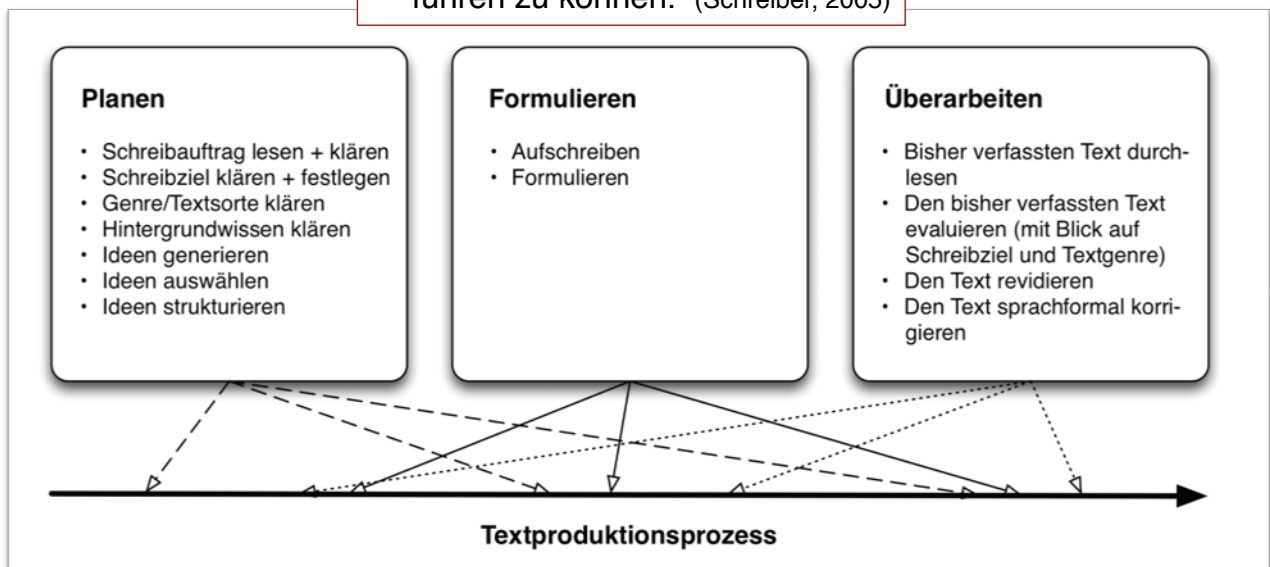 führen zu können.“ (Schreiber, 2005)
Planen
• Schreibauftrag lesen + klären
• Schreibziel klären + festlegen
• Genre/Textsorte klären
• Hintergrundwissen klären
• Ideen generieren
• Ideen auswählen
• Ideen strukturieren
Formulieren
• Aufschreiben
• Formulieren
Überarbeiten
• Bisher verfassten Text durch-
lesen
• Den bisher verfassten Text
evaluieren (mit Blick auf
Schreibziel und Textgenre)
• Den Text revidieren
• Den Text sprachformal korri-
gieren
Textproduktionsprozess